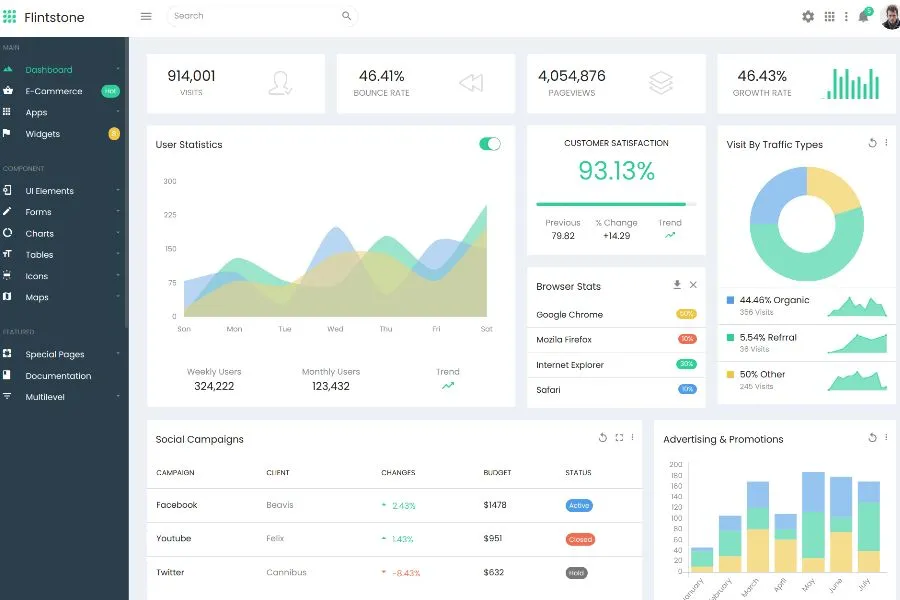 Flintstone
Search
5
MAIN
Dashboard
E-Commerce Hot
Apps
Widgets 8
COMPONENT
UI Elements
Forms
Charts
Tables
Icons
Maps
FEATURED
Special Pages
Documentation
Multilevel
914,001
VISITS
46.41%
BOUNCE RATE
4,054,876
PAGEVIEWS
46.43%
GROWTH RATE
User Statistics
300
225
150
75
0
San Mon Tue Wed Thu Fri Sat
Weekly Users Monthly Users Trend
324,222 123,432
CUSTOMER SATISFACTION
93.13%
Previous % Change Trend
79.82 +14.29
Browser Stats
Google Chrome 50%
Mozila Firefox 10%
Internet Explorer 30%
Safari 10%
Visit By Traffic Types
44.46% Organic
356 Visits
5.54% Refrral
38 Visits
50% Other
245 Visits
Social Campaigns
CAMPAIGN CLIENT CHANGES BUDGET STATUS
Facebook Beavis 2.43% $1478 Active
Youtube Felix 1.43% $951 Closed
Twitter Cannibus -8.43% $632 Hold
Advertising & Promotions
200
180
160
140
120
100
80
60
40
20
0
March April May June July